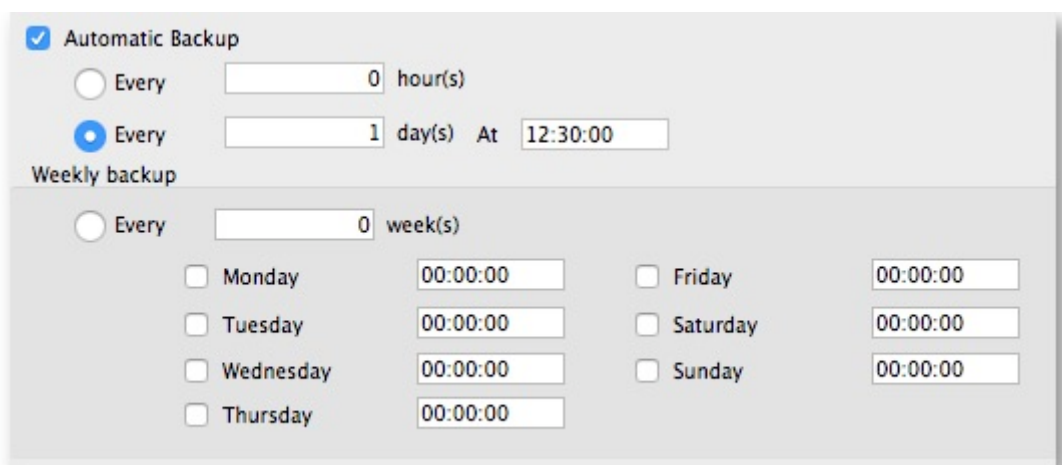 Automatic Backup
Every 0 hour(s)
Every 1 day(s) At 12:30:00
Weekly backup
Every 0 week(s)
Monday 00:00:00 Friday 00:00:00
Tuesday 00:00:00 Saturday 00:00:00
Wednesday 00:00:00 Sunday 00:00:00
Thursday 00:00:00